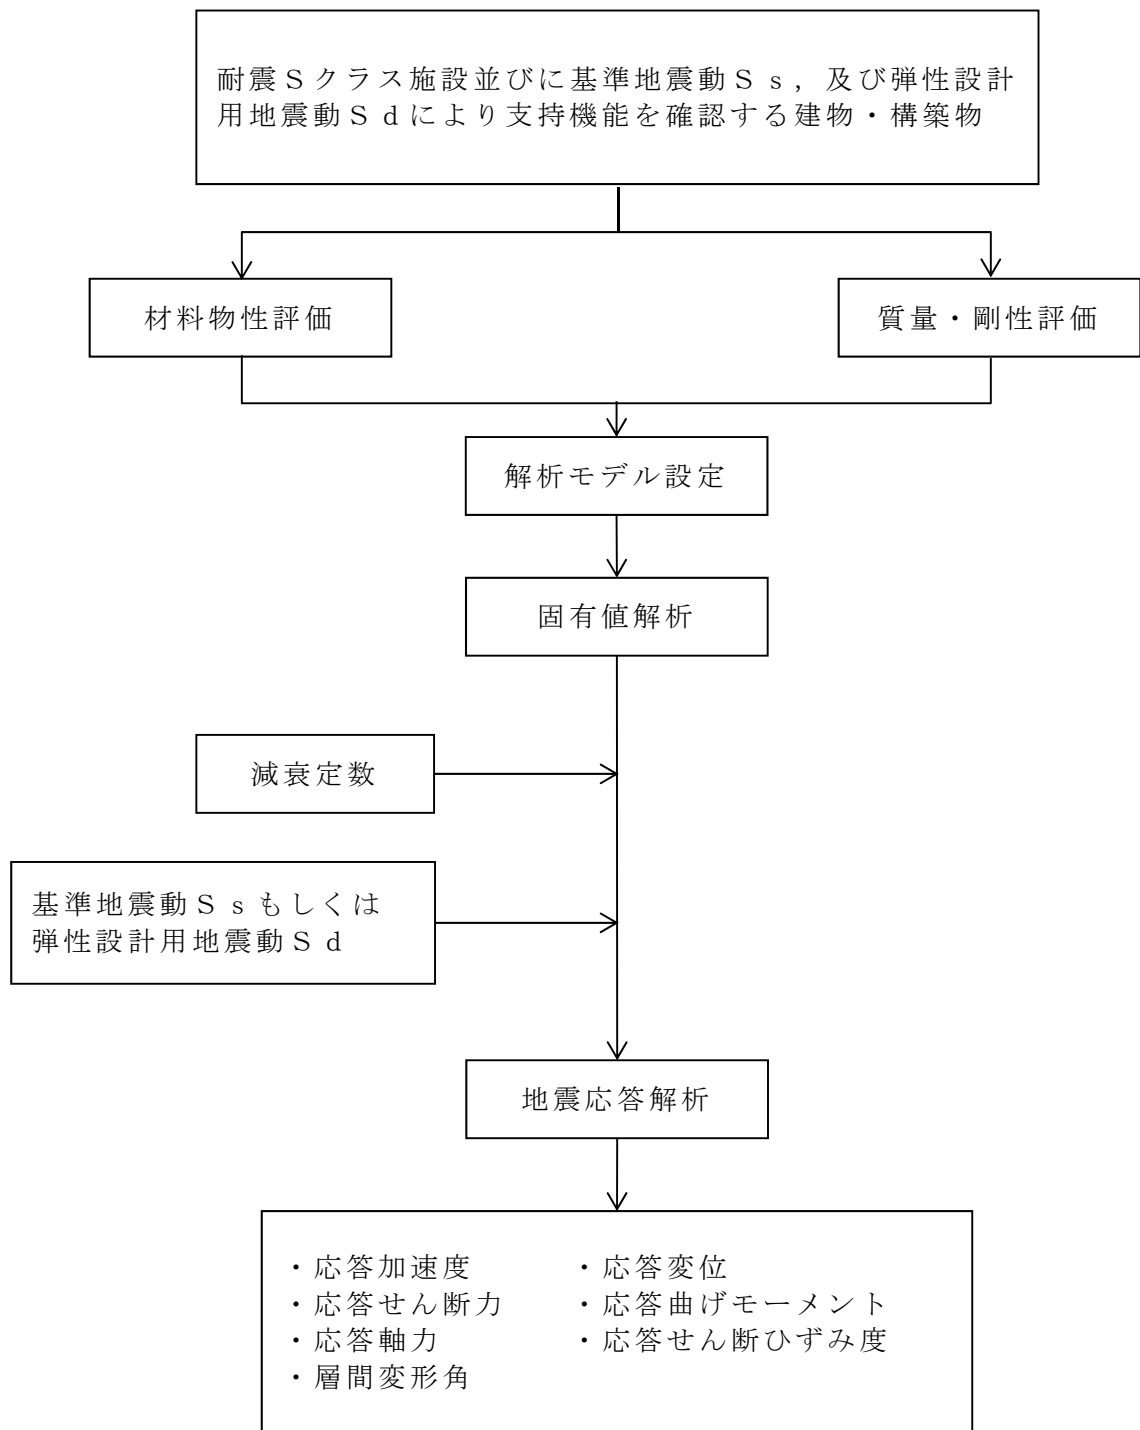 耐震Sクラス施設並びに基準地震動Ss,及び弾性設計
用地震動Sdにより支持機能を確認する建物・構築物
材料物性評価
質量・剛性評価
解析モデル設定
固有値解析
減衰定数
基準地震動Ssもしくは
弾性設計用地震動Sd
地震応答解析
・応答加速度 ・応答変位
・応答せん断力 ・応答曲げモーメント
・応答軸力 ・応答せん断ひずみ度
・層間変形角